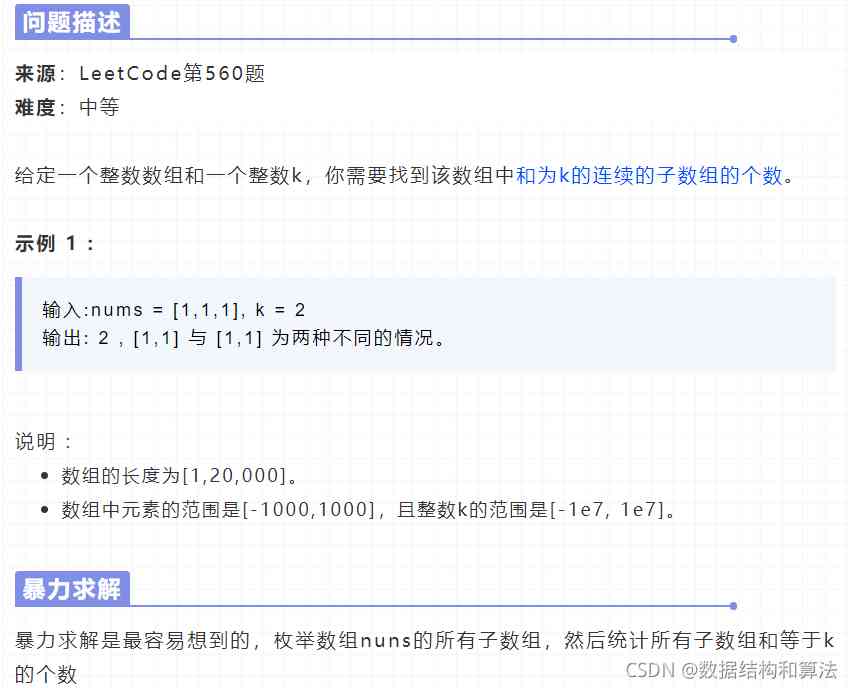 问题描述
来源：LeetCode第560题
难度：中等
给定一个整数数组和一个整数k，你需要找到该数组中和为k的连续的子数组的个数。
示例 1 :
输入:nums = [1,1,1], k = 2
输出: 2 , [1,1] 与 [1,1] 为两种不同的情况。
说明 :
• 数组的长度为[1,20,000]。
• 数组中元素的范围是[-1000,1000]，且整数k的范围是[-1e7, 1e7]。
暴力求解
暴力求解是最容易想到的，枚举数组nuns的所有子数组，然后统计所有子数组和等于k
的个数
CSDN @数据结构和算法